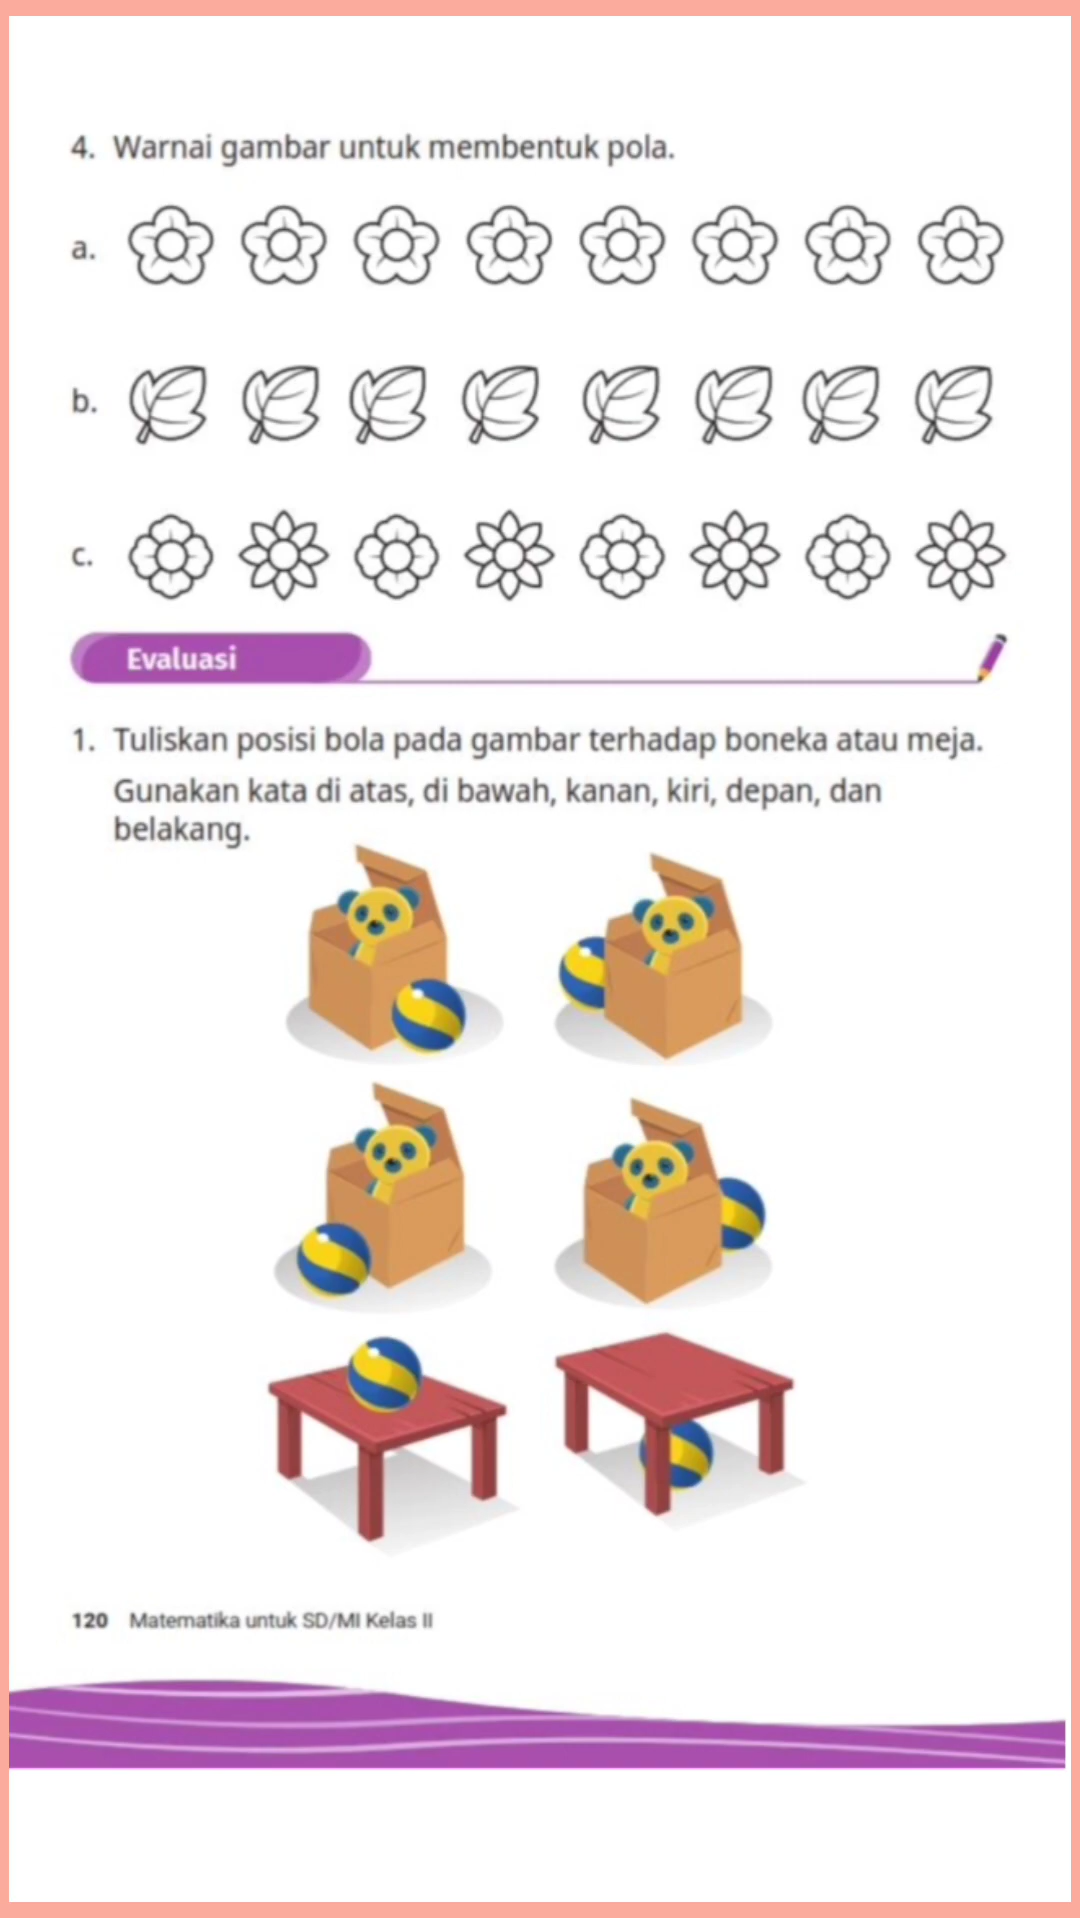 4. Warnai gambar untuk membentuk pola.
a.
b.
c.
Evaluasi
1. Tuliskan posisi bola pada gambar terhadap boneka atau meja.
Gunakan kata di atas, di bawah, kanan, kiri, depan, dan
belakang.
120 Matematika untuk SD/MI Kelas II